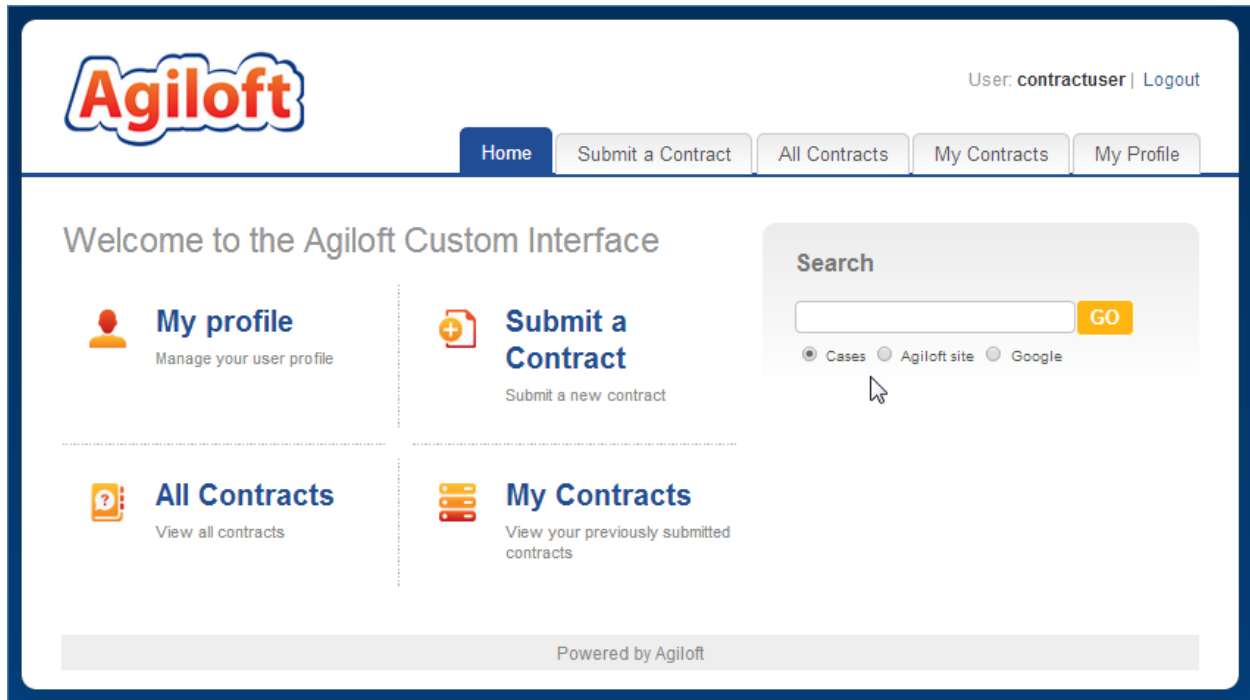 Agiloft
User: contractuser | Logout
Home Submit a Contract All Contracts My Contracts My Profile
Welcome to the Agiloft Custom Interface
My profile
Manage your user profile
Submit a
Contract
Submit a new contract
All Contracts
View all contracts
My Contracts
View your previously submitted
contracts
Search
GO
Cases Agiloft site Google
Powered by Agiloft